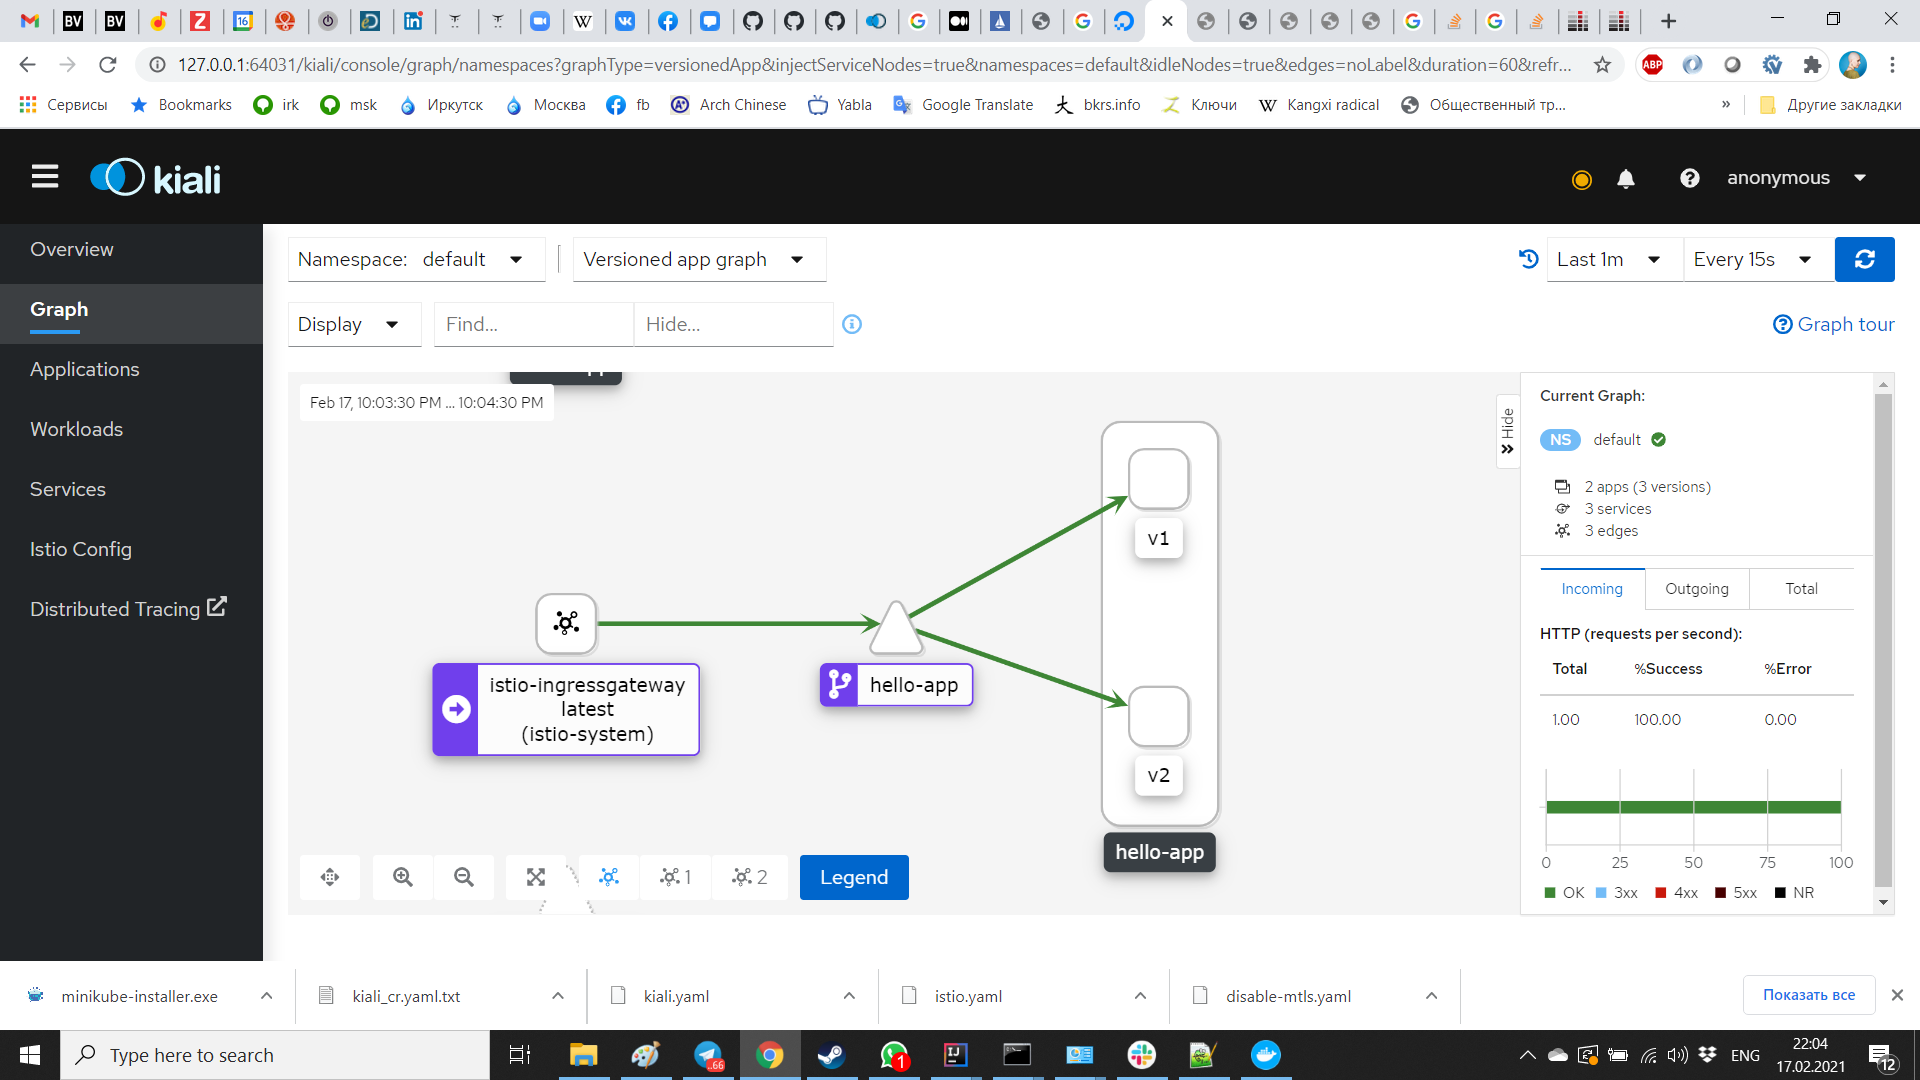 16
127.0.0.1:64031/kiali/console/graph/namespaces?graphType=versionedApp&injectServiceNodes=true&namespaces=default&idleNodes=true&edges=noLabel&duration=60&refr...
ABP
Сервисы
Bookmarks
irk
msk
Иркутск
Москва
fb
Arch Chinese
Yabla
Google Translate
bkrs.info
Ключи
Kangxi radical
Общественный тр...
»
Другие закладки
kiali
anonymous
Overview
Graph
Applications
Workloads
Services
Istio Config
Distributed Tracing
Namespace: default
Versioned app graph
Last 1m
Every 15s
Display
Find...
Hide...
Graph tour
Feb 17, 10:03:30 PM ... 10:04:30 PM
istio-ingressgateway
latest
(istio-system)
hello-app
v1
v2
hello-app
1
2
Legend
Hide
Current Graph:
NS default
2 apps (3 versions)
3 services
3 edges
Incoming
Outgoing
Total
HTTP (requests per second):
Total %Success %Error
1.00 100.00 0.00
0 25 50 75 100
OK 3xx 4xx 5xx NR
minikube-installer.exe
kiali_cr.yaml.txt
kiali.yaml
istio.yaml
disable-mtls.yaml
Показать все
Type here to search
..66
1
ENG
22:04
17.02.2021
12